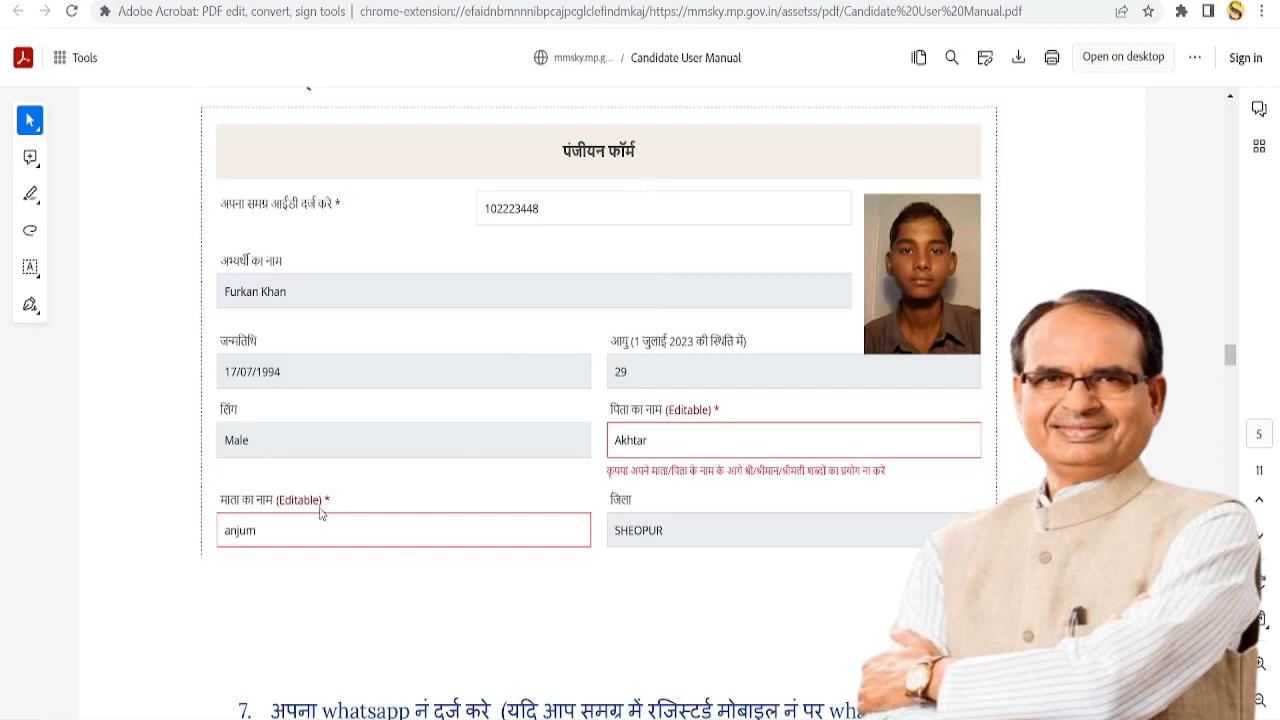 Adobe Acrobat: PDF edit, convert, sign tools | chrome-extension://efaidnbmnnnibpcajpcglclefindmkaj/https://mmsky.mp.gov.in/assetss/pdf/Candidate%20User%20Manual.pdf
Tools
mmsky.mp.g... / Candidate User Manual
Open on desktop
Sign in
पंजीयन फॉर्म
अपना समग्र आईडी दर्ज करे *
102223448
अभ्यर्थी का नाम
Furkan Khan
जन्मतिथि
आयु (1 जुलाई 2023 की स्थिति में)
17/07/1994
29
लिंग
पिता का नाम (Editable) *
Male
Akhtar
5
कृपया अपने माता/पिता के नाम के आगे श्री/श्रीमान/श्रीमती शब्दों का प्रयोग ना करें
11
माता का नाम (Editable) *
जिला
anjum
SHEOPUR
7. अपना whatsapp नं दर्ज करे (यदि आप समग्र में रजिस्टर्ड मोबाइल नं पर